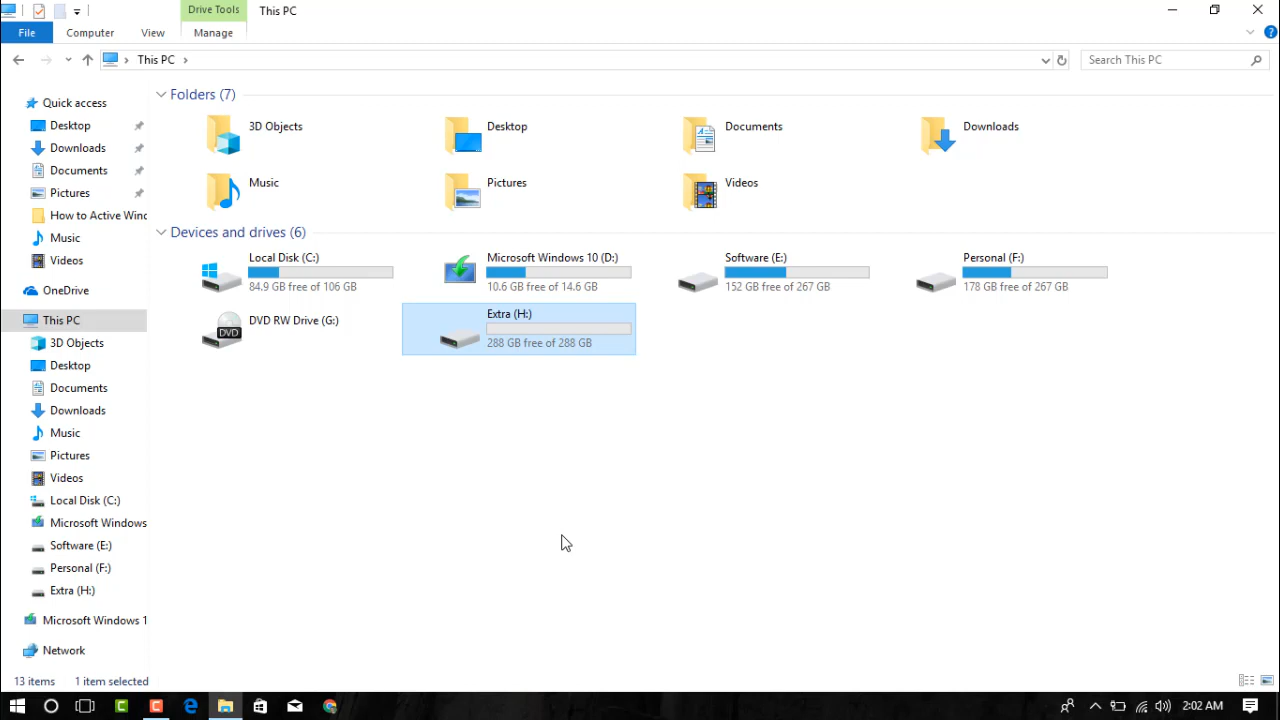 Drive Tools
This PC
File
Computer
View
Manage
This PC
Search This PC
Quick access
Desktop
Downloads
Documents
Pictures
How to Active Winc
Music
Videos
OneDrive
This PC
3D Objects
Desktop
Documents
Downloads
Music
Pictures
Videos
Local Disk (C:)
Microsoft Windows
Software (E:)
Personal (F:)
Extra (H:)
Microsoft Windows 1
Network
Folders (7)
3D Objects
Desktop
Documents
Downloads
Music
Pictures
Videos
Devices and drives (6)
Local Disk (C:)
84.9 GB free of 106 GB
Microsoft Windows 10 (D:)
10.6 GB free of 14.6 GB
Software (E:)
152 GB free of 267 GB
Personal (F:)
178 GB free of 267 GB
DVD RW Drive (G:)
DVD
Extra (H:)
288 GB free of 288 GB
13 items
1 item selected
2:02 AM